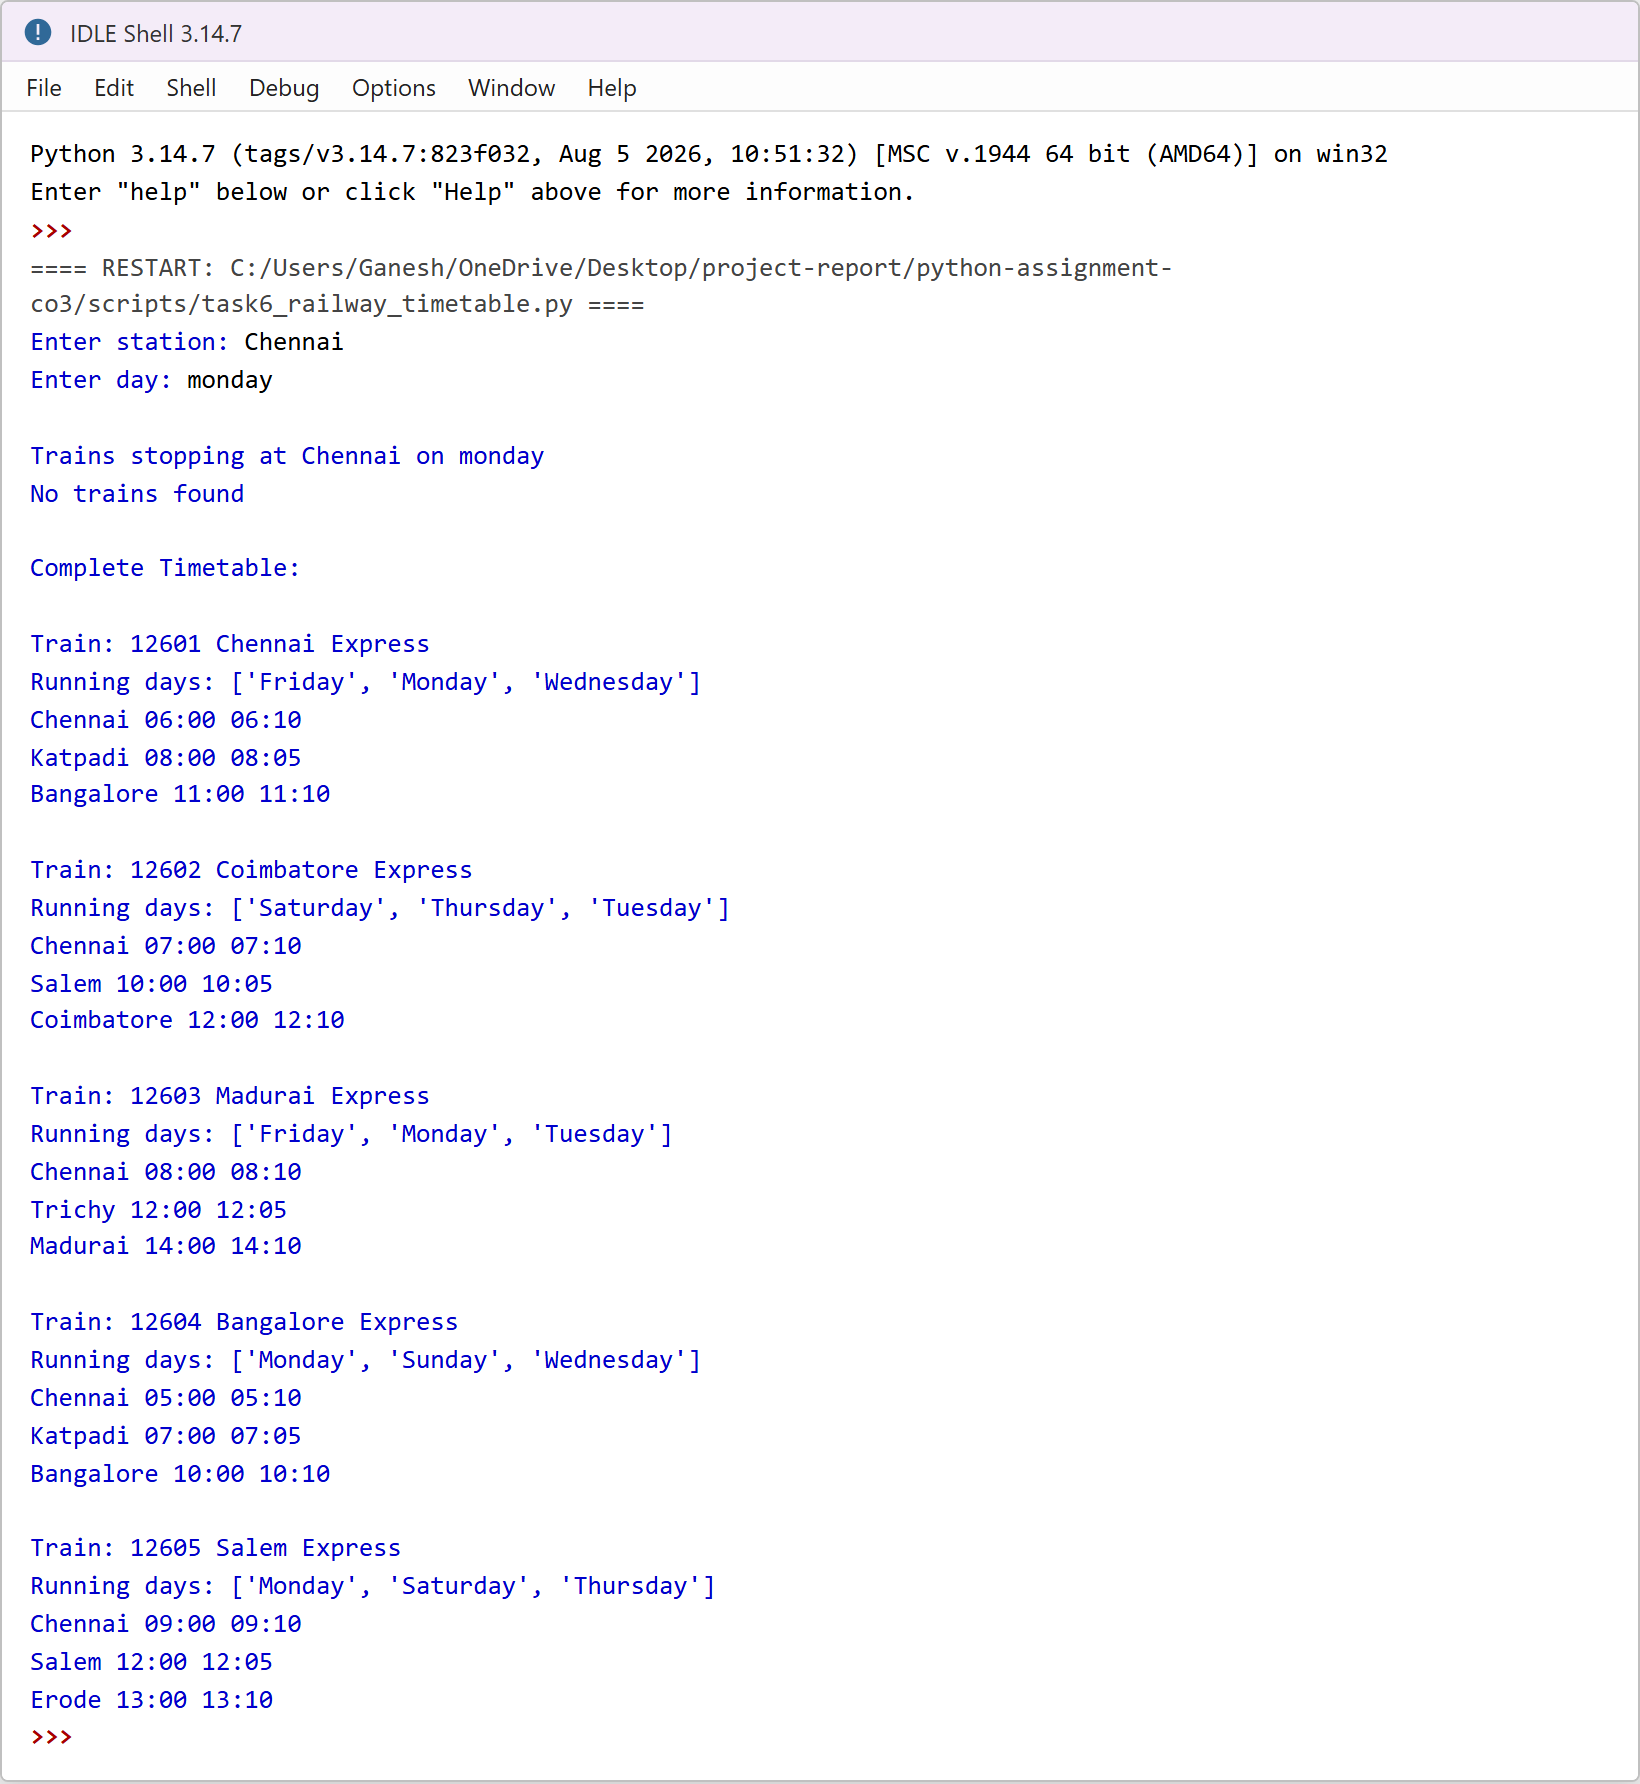 IDLE Shell 3.14.7
File Edit Shell Debug Options Window Help
Python 3.14.7 (tags/v3.14.7:823f032, Aug 5 2026, 10:51:32) [MSC v.1944 64 bit (AMD64)] on win32
Enter "help" below or click "Help" above for more information.
>>>
==== RESTART: C:/Users/Ganesh/OneDrive/Desktop/project-report/python-assignment-
co3/scripts/task6_railway_timetable.py ====
Enter station: Chennai
Enter day: monday
Trains stopping at Chennai on monday
No trains found
Complete Timetable:
Train: 12601 Chennai Express
Running days: ['Friday', 'Monday', 'Wednesday']
Chennai 06:00 06:10
Katpadi 08:00 08:05
Bangalore 11:00 11:10
Train: 12602 Coimbatore Express
Running days: ['Saturday', 'Thursday', 'Tuesday']
Chennai 07:00 07:10
Salem 10:00 10:05
Coimbatore 12:00 12:10
Train: 12603 Madurai Express
Running days: ['Friday', 'Monday', 'Tuesday']
Chennai 08:00 08:10
Trichy 12:00 12:05
Madurai 14:00 14:10
Train: 12604 Bangalore Express
Running days: ['Monday', 'Sunday', 'Wednesday']
Chennai 05:00 05:10
Katpadi 07:00 07:05
Bangalore 10:00 10:10
Train: 12605 Salem Express
Running days: ['Monday', 'Saturday', 'Thursday']
Chennai 09:00 09:10
Salem 12:00 12:05
Erode 13:00 13:10
>>>